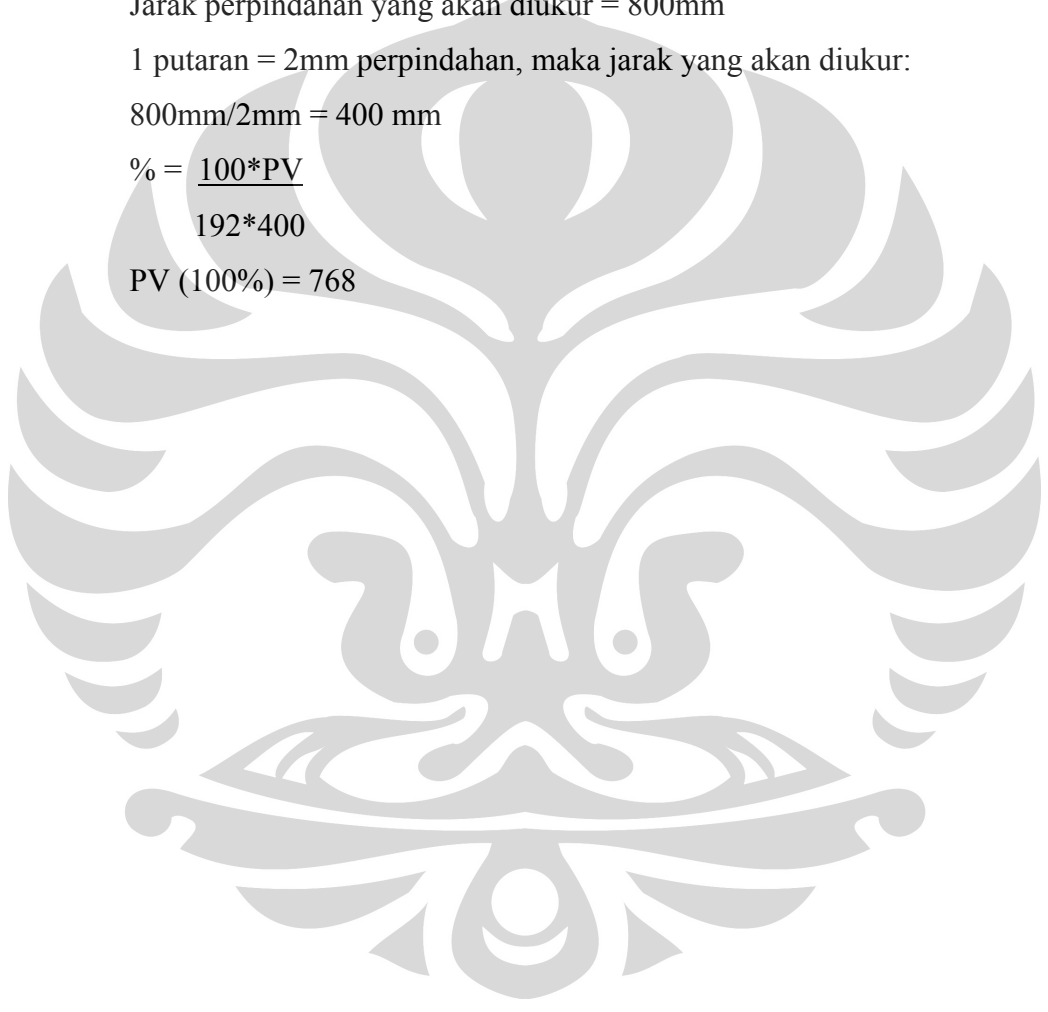 Jarak perpindahan yang akan diukur = 800mm
1 putaran = 2mm perpindahan, maka jarak yang akan diukur:
800mm/2mm = 400 mm
% = 100*PV
192*400
PV (100%) = 768